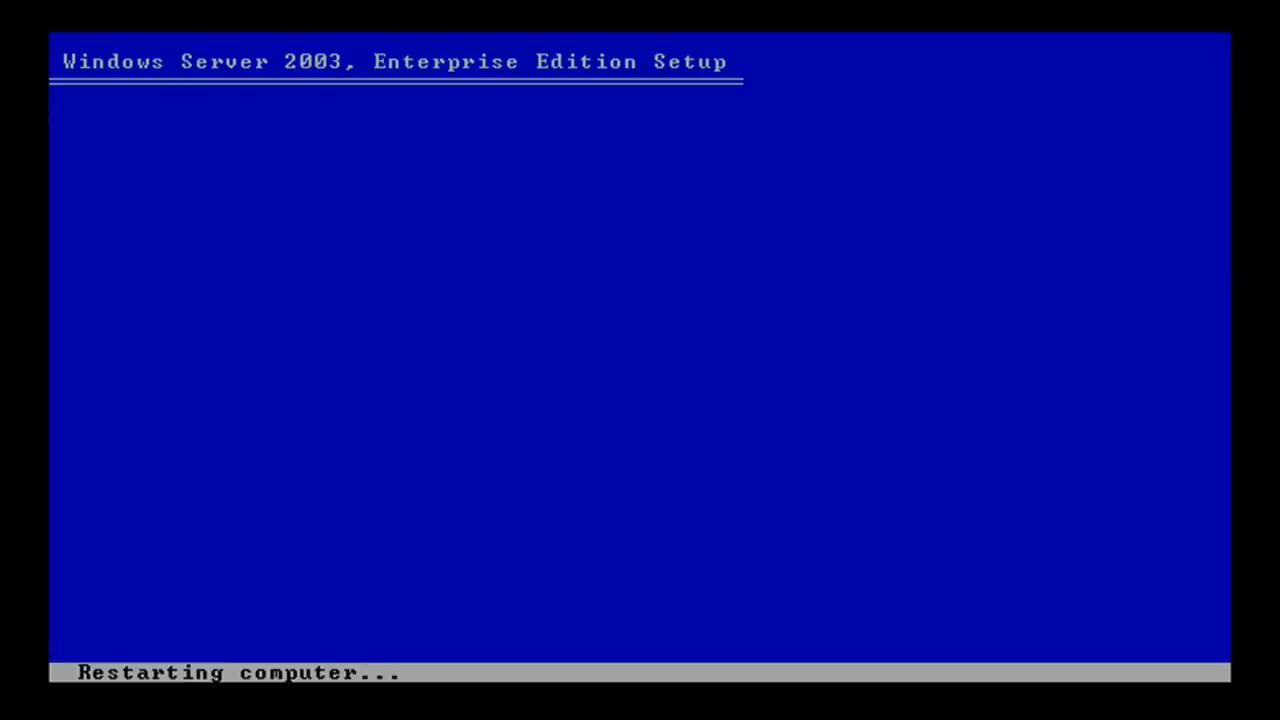 Windows Server 2003, Enterprise Edition Setup
Restarting computer...